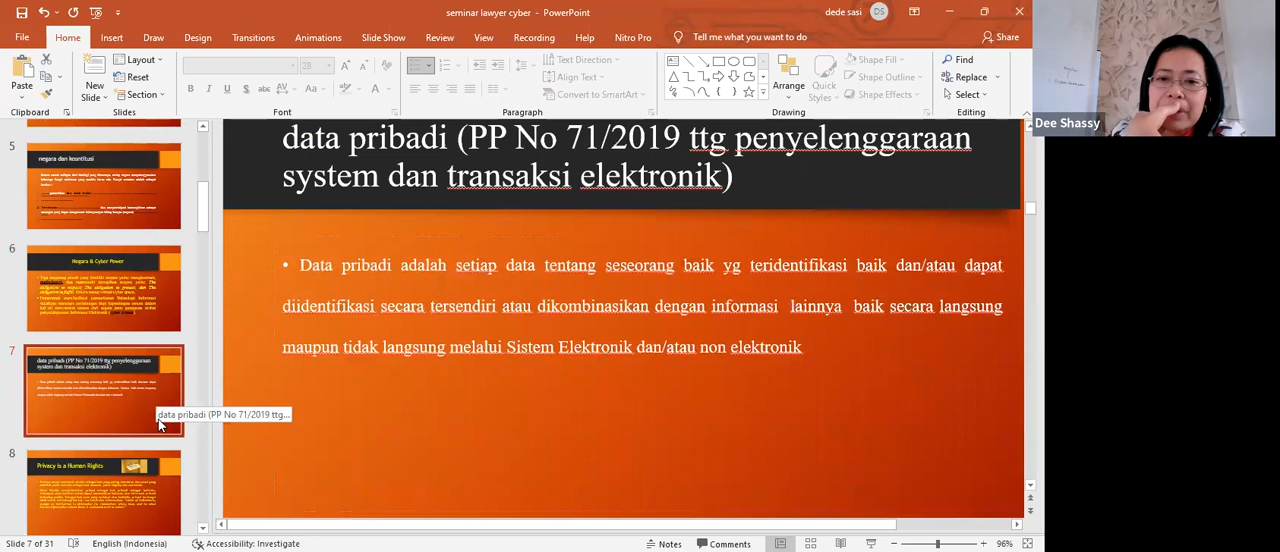 seminar lawyer cyber - PowerPoint
dede sasi
DS
File Home Insert Draw Design Transitions Animations Slide Show Review View Recording Help Nitro Pro Tell me what you want to do Share
Paste
Clipboard
New Slide
Layout
Reset
Section
Slides
28
Font
Text Direction
Align Text
Convert to SmartArt
Paragraph
Arrange
Quick Styles
Shape Fill
Shape Outline
Shape Effects
Drawing
Find
Replace
Select
Editing
Dee Shassy
5
negara dan kosntitusi
6
Negara & Cyber Power
7
data pribadi (PP No 71/2019 ttg penyelenggaraan
system dan transaksi elektronik)
data pribadi (PP No 71/2019 ttg...
8
Privacy is a Human Rights
data pribadi (PP No 71/2019 ttg penyelenggaraan
system dan transaksi elektronik)
• Data pribadi adalah setiap data tentang seseorang baik yg teridentifikasi baik dan/atau dapat
diidentifikasi secara tersendiri atau dikombinasikan dengan informasi lainnya baik secara langsung
maupun tidak langsung melalui Sistem Elektronik dan/atau non elektronik
Slide 7 of 31
English (Indonesia)
Accessibility: Investigate
Notes
Comments
96%